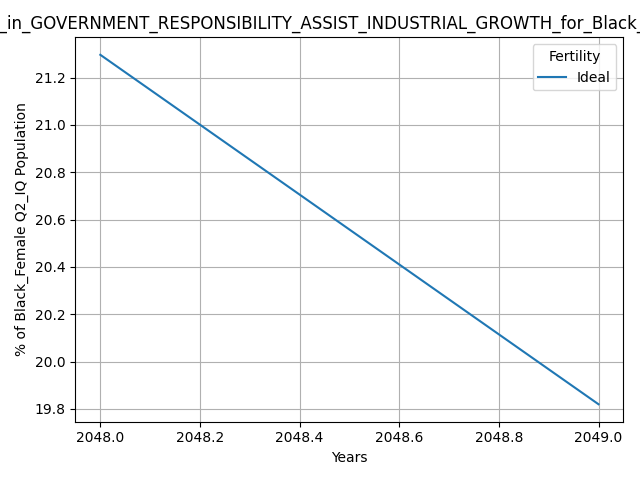 _in_GOVERNMENT_RESPONSIBILITY_ASSIST_INDUSTRIAL_GROWTH_for_Black_
Fertility
Ideal
21.2
21.0
20.8
20.6
20.4
20.2
20.0
19.8
% of Black_Female Q2_IQ Population
2048.0 2048.2 2048.4 2048.6 2048.8 2049.0
Years